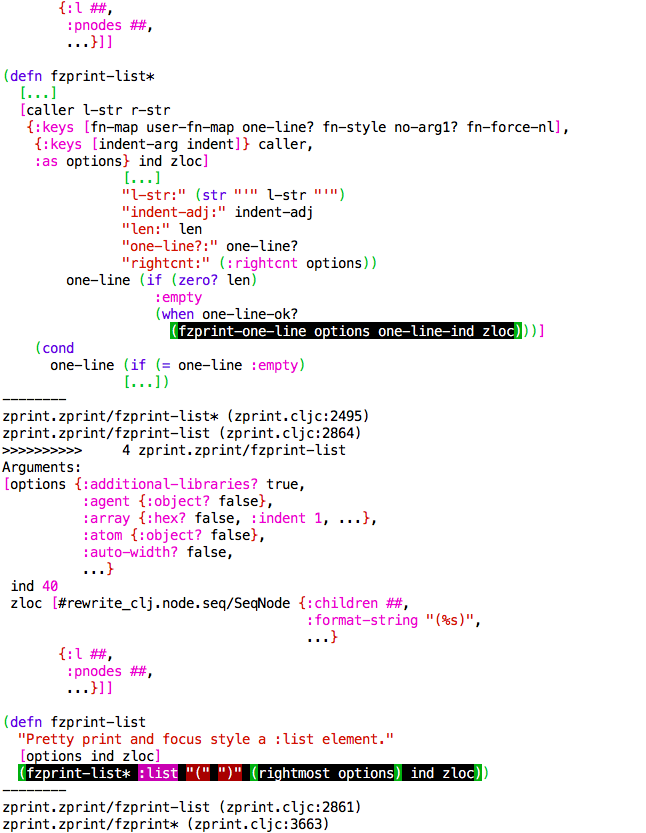 {:l ##,
:pnodes ##,
...}]]
(defn fzprint-list*
[...]
[caller l-str r-str
{:keys [fn-map user-fn-map one-line? fn-style no-arg1? fn-force-nl],
{:keys [indent-arg indent]} caller,
:as options} ind zloc]
[...]
"l-str:" (str "'" l-str "'")
"indent-adj:" indent-adj
"len:" len
"one-line?:" one-line?
"rightcnt:" (:rightcnt options))
one-line (if (zero? len)
:empty
(when one-line-ok?
(fzprint-one-line options one-line-ind zloc)))]
(cond
one-line (if (= one-line :empty)
[...])
--------
zprint.zprint/fzprint-list* (zprint.cljc:2495)
zprint.zprint/fzprint-list (zprint.cljc:2864)
>>>>>>>>>> 4 zprint.zprint/fzprint-list
Arguments:
[options {:additional-libraries? true,
:agent {:object? false},
:array {:hex? false, :indent 1, ...},
:atom {:object? false},
:auto-width? false,
...}
ind 40
zloc [#rewrite_clj.node.seq/SeqNode {:children ##,
:format-string "(%s)",
...}
{:l ##,
:pnodes ##,
...}]]
(defn fzprint-list
"Pretty print and focus style a :list element."
[options ind zloc]
(fzprint-list* :list "(" ")" (rightmost options) ind zloc))
--------
zprint.zprint/fzprint-list (zprint.cljc:2861)
zprint.zprint/fzprint* (zprint.cljc:3663)